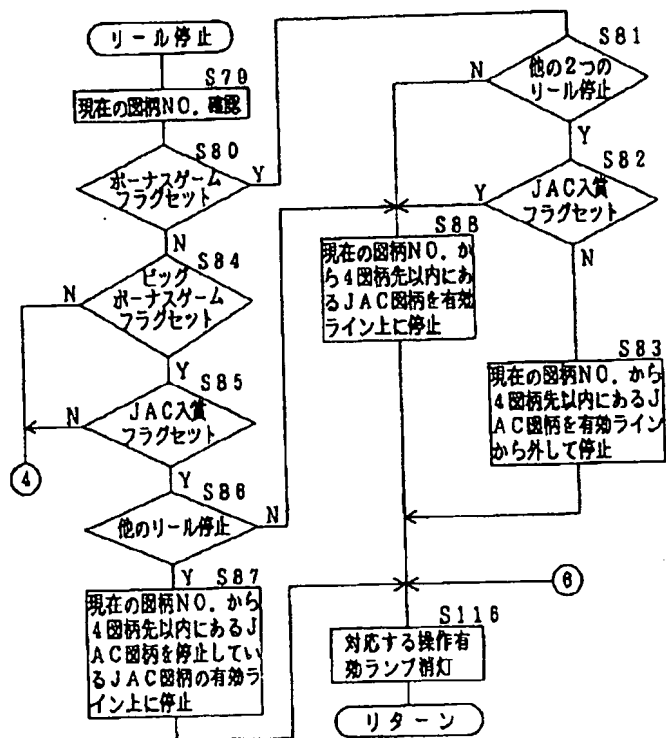 リール停止
S79
現在の図柄NO.確認
S80
ボーナスゲーム
フラグセット
Y
N
S81
他の2つの
リール停止
N
Y
S82
JAC入賞
フラグセット
Y
N
S88
現在の図柄NO.か
ら4図柄先以内にあ
るJAC図柄を有効
ライン上に停止
S83
現在の図柄NO.から
4図柄先以内にあるJ
AC図柄を有効ライン
から外して停止
S84
ビッグ
ボーナスゲーム
フラグセット
N
Y
S85
JAC入賞
フラグセット
N
Y
4
S86
他のリール停止
N
Y
S87
現在の図柄NO.から
4図柄先以内にあるJ
AC図柄を停止してい
るJAC図柄の有効ラ
イン上に停止
6
S116
対応する操作有
効ランプ消灯
リターン